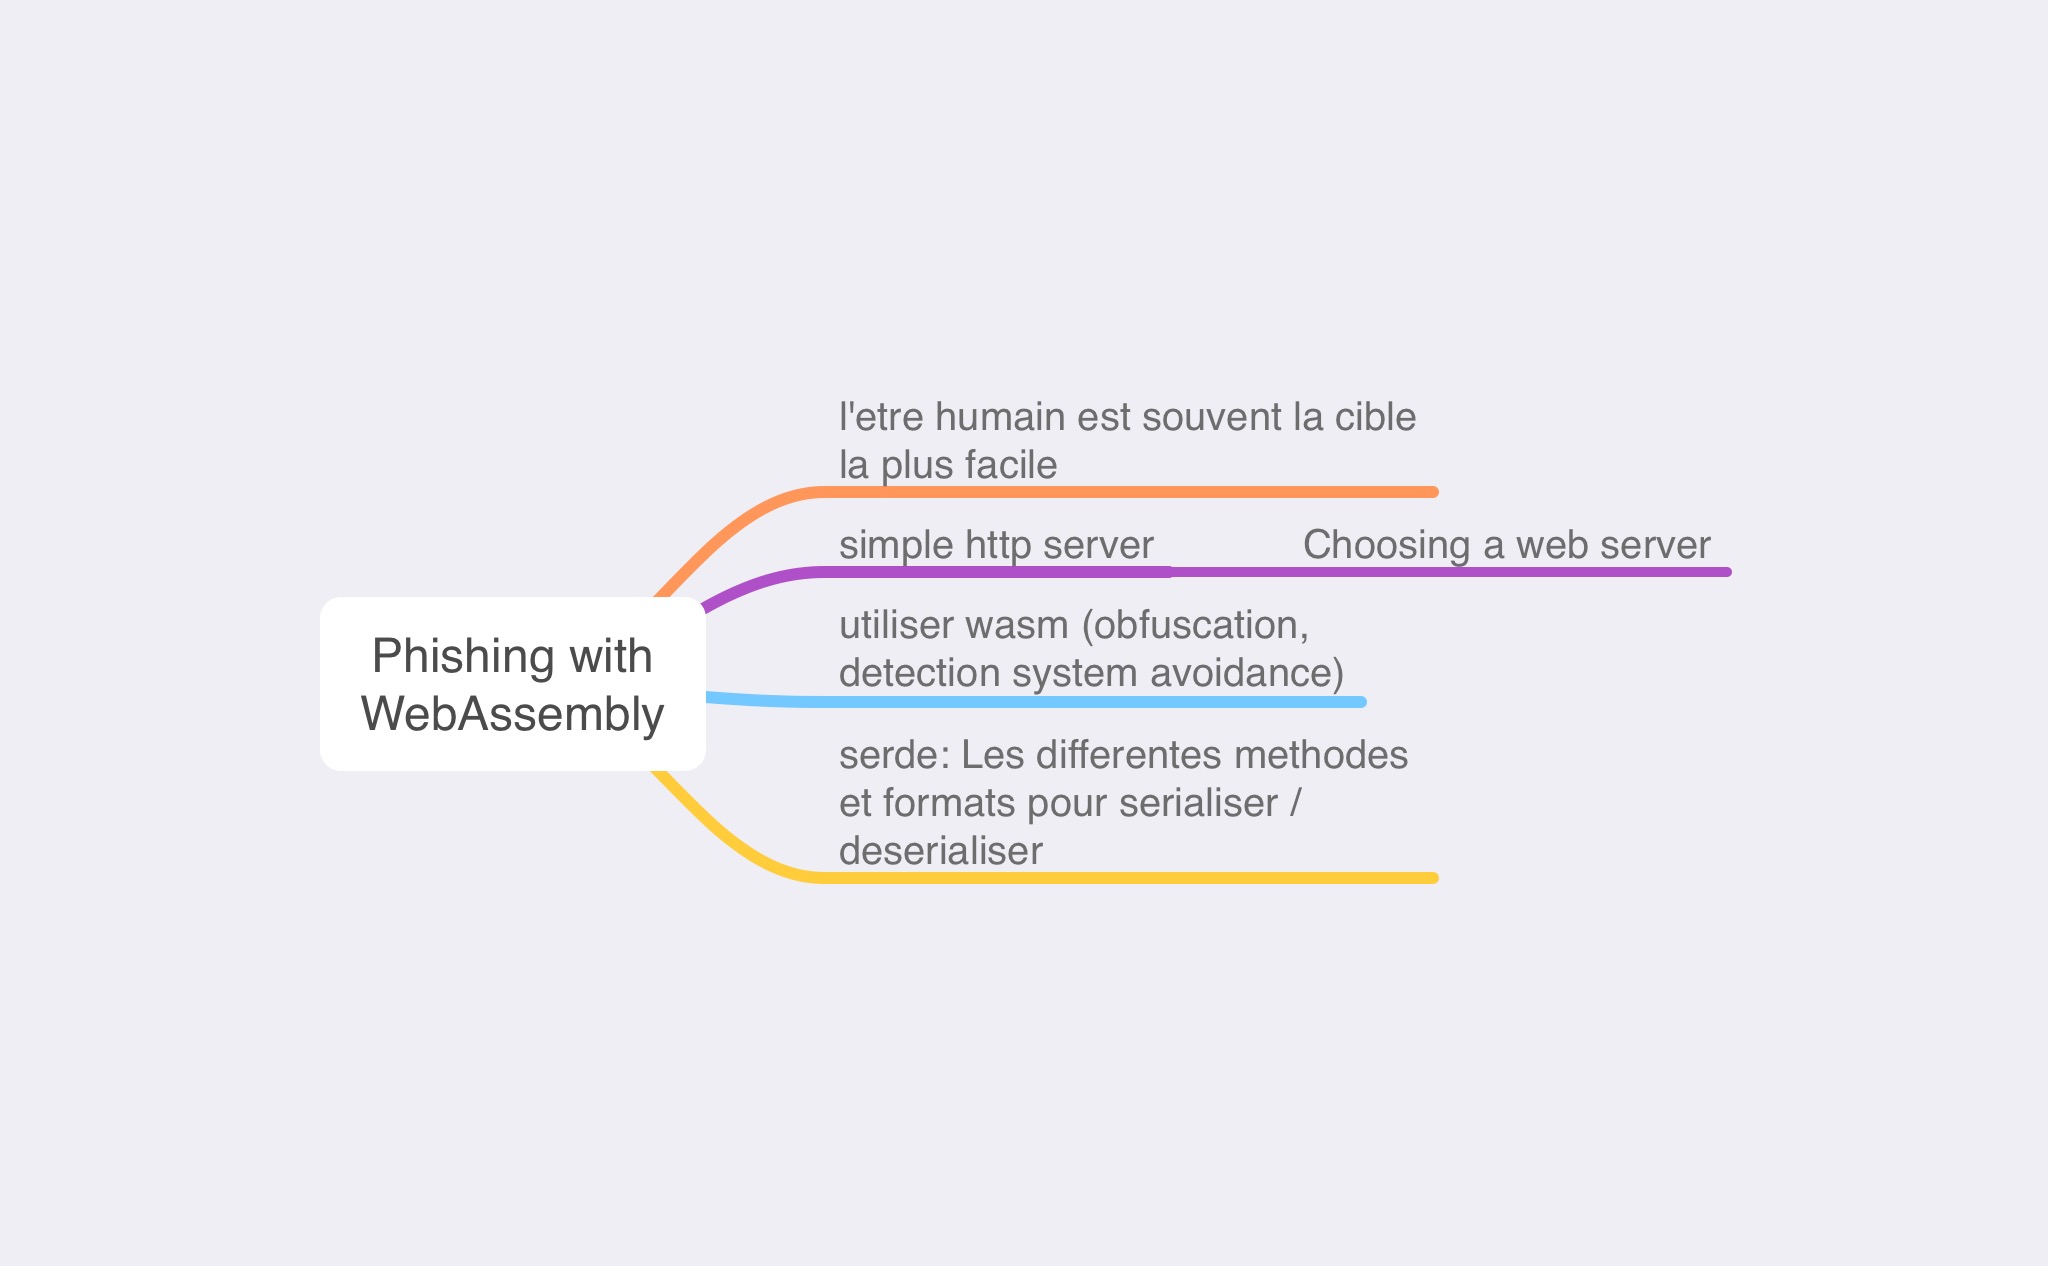 l'etre humain est souvent la cible
la plus facile
simple http server
Choosing a web server
Phishing with
WebAssembly
utiliser wasm (obfuscation,
detection system avoidance)
serde: Les differentes methodes
et formats pour serialiser /
deserialiser